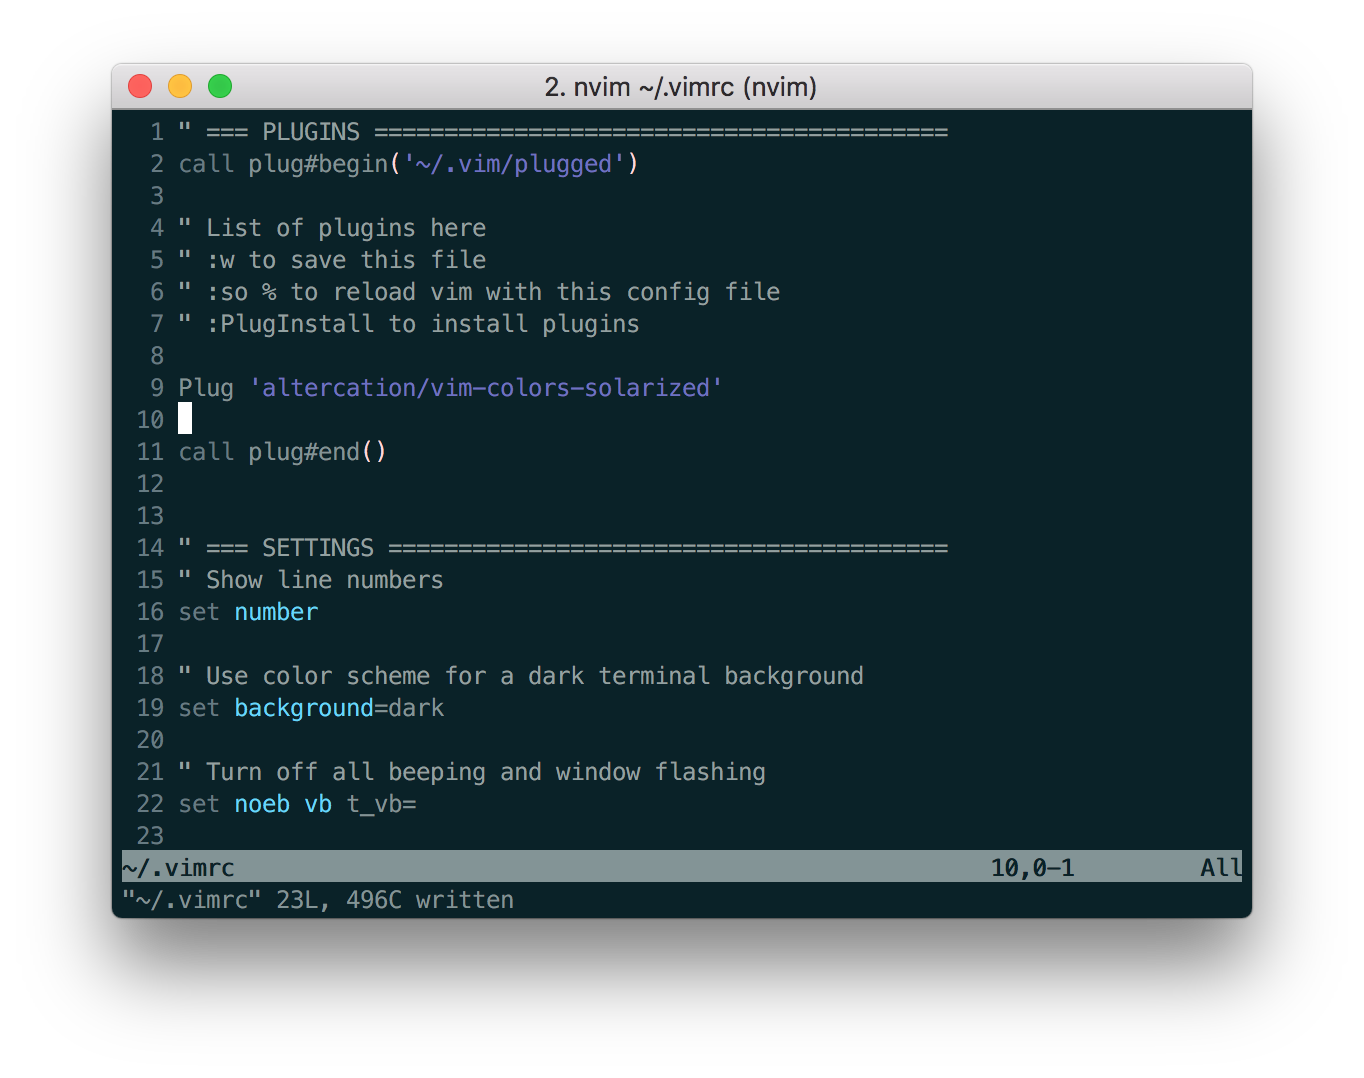 2. nvim ~/.vimrc (nvim)
1 " === PLUGINS =========================================
2 call plug#begin('~/.vim/plugged')
3
4 " List of plugins here
5 " :w to save this file
6 " :so % to reload vim with this config file
7 " :PlugInstall to install plugins
8
9 Plug 'altercation/vim-colors-solarized'
10
11 call plug#end()
12
13
14 " === SETTINGS ========================================
15 " Show line numbers
16 set number
17
18 " Use color scheme for a dark terminal background
19 set background=dark
20
21 " Turn off all beeping and window flashing
22 set noeb vb t_vb=
23
~/.vimrc 10,0-1 All
"~/.vimrc" 23L, 496C written